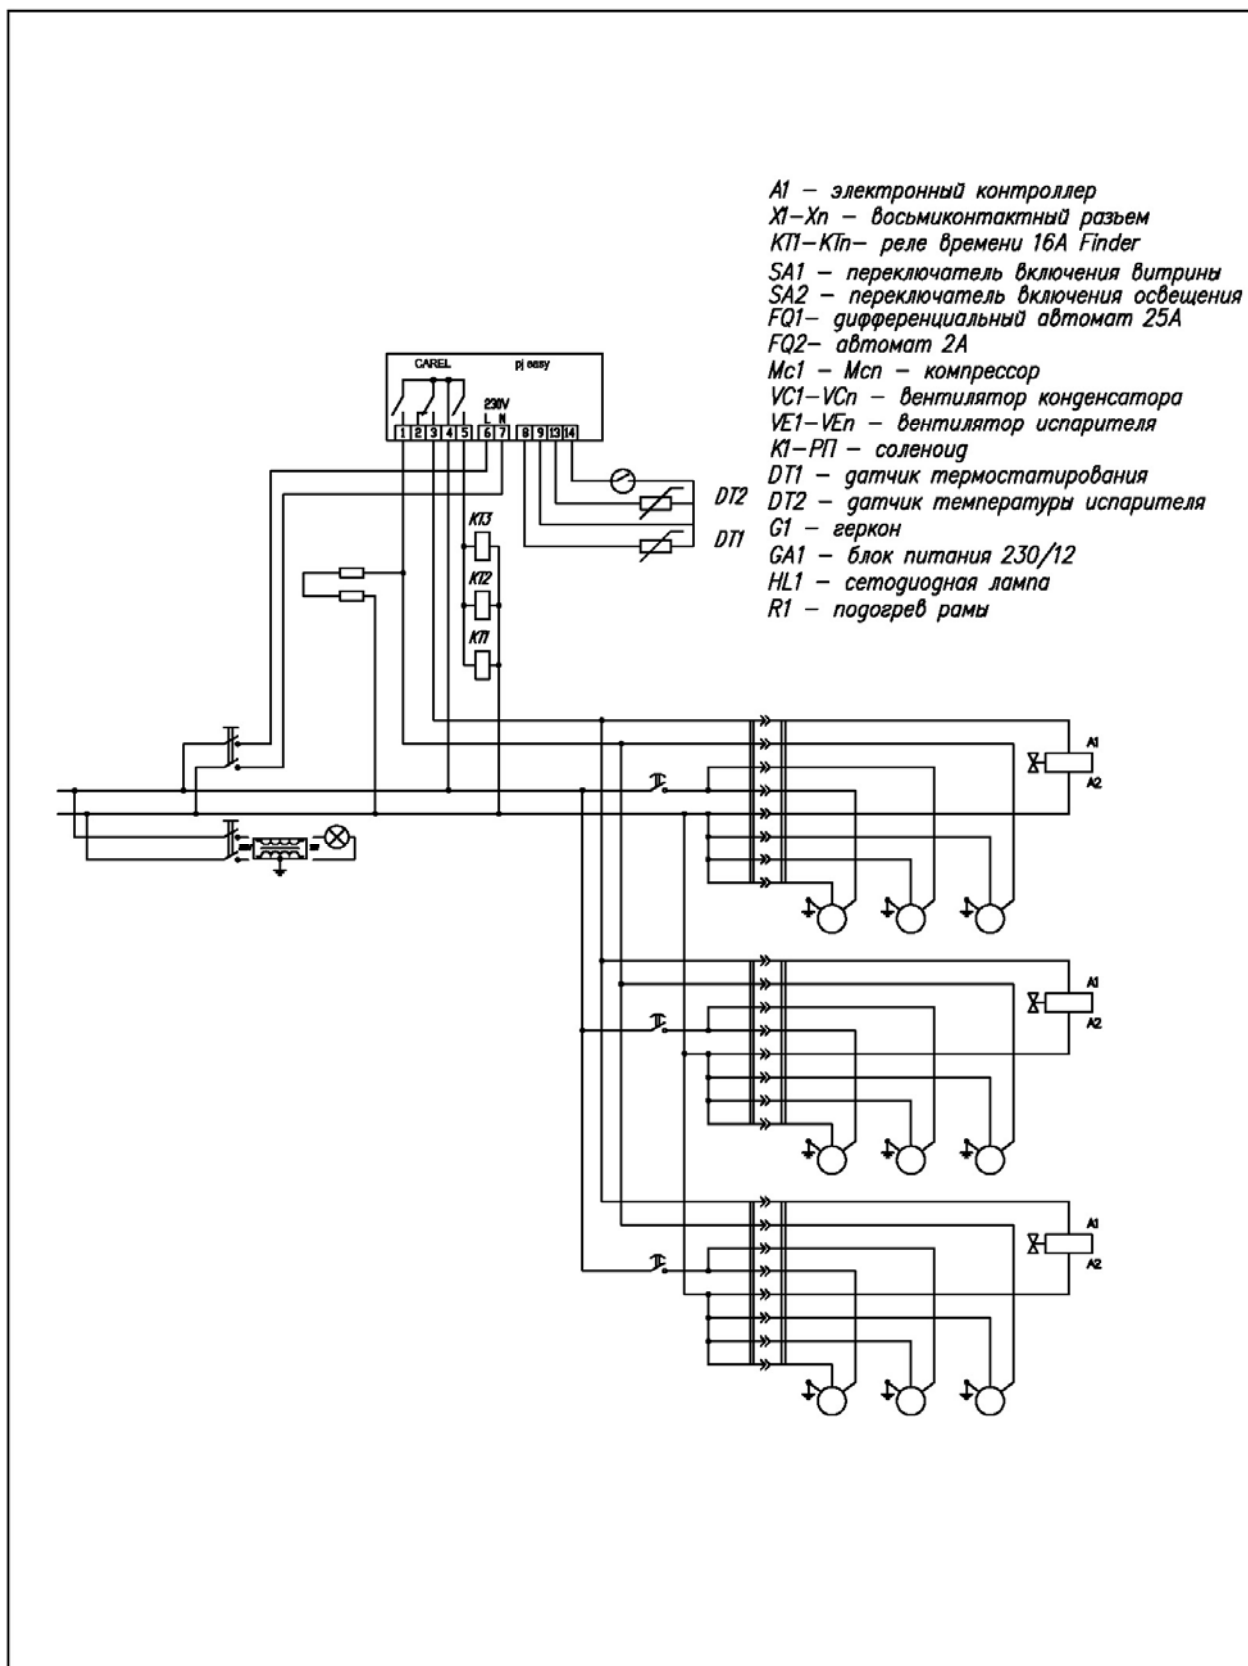 A1 – электронный контроллер
X1–Xn – восьмиконтактный разьем
KT1–KTn– реле времени 16А Finder
SA1 – переключатель включения витрины
SA2 – переключатель включения освещения
FQ1– дифференциальный автомат 25А
FQ2– автомат 2А
Mc1 – Mcn – компрессор
VC1–VCn – вентилятор конденсатора
VE1–VEn – вентилятор испарителя
K1–РП – соленоид
DT1 – датчик термостатирования
DT2 – датчик температуры испарителя
G1 – геркон
GA1 – блок питания 230/12
HL1 – сетодиодная лампа
R1 – подогрев рамы
CAREL pj easy
230V
L N
1 2 3 4 5 6 7 8 9 13 14
DT2
DT1
KT3
KT2
KT1
A1
A2
A1
A2
A1
A2